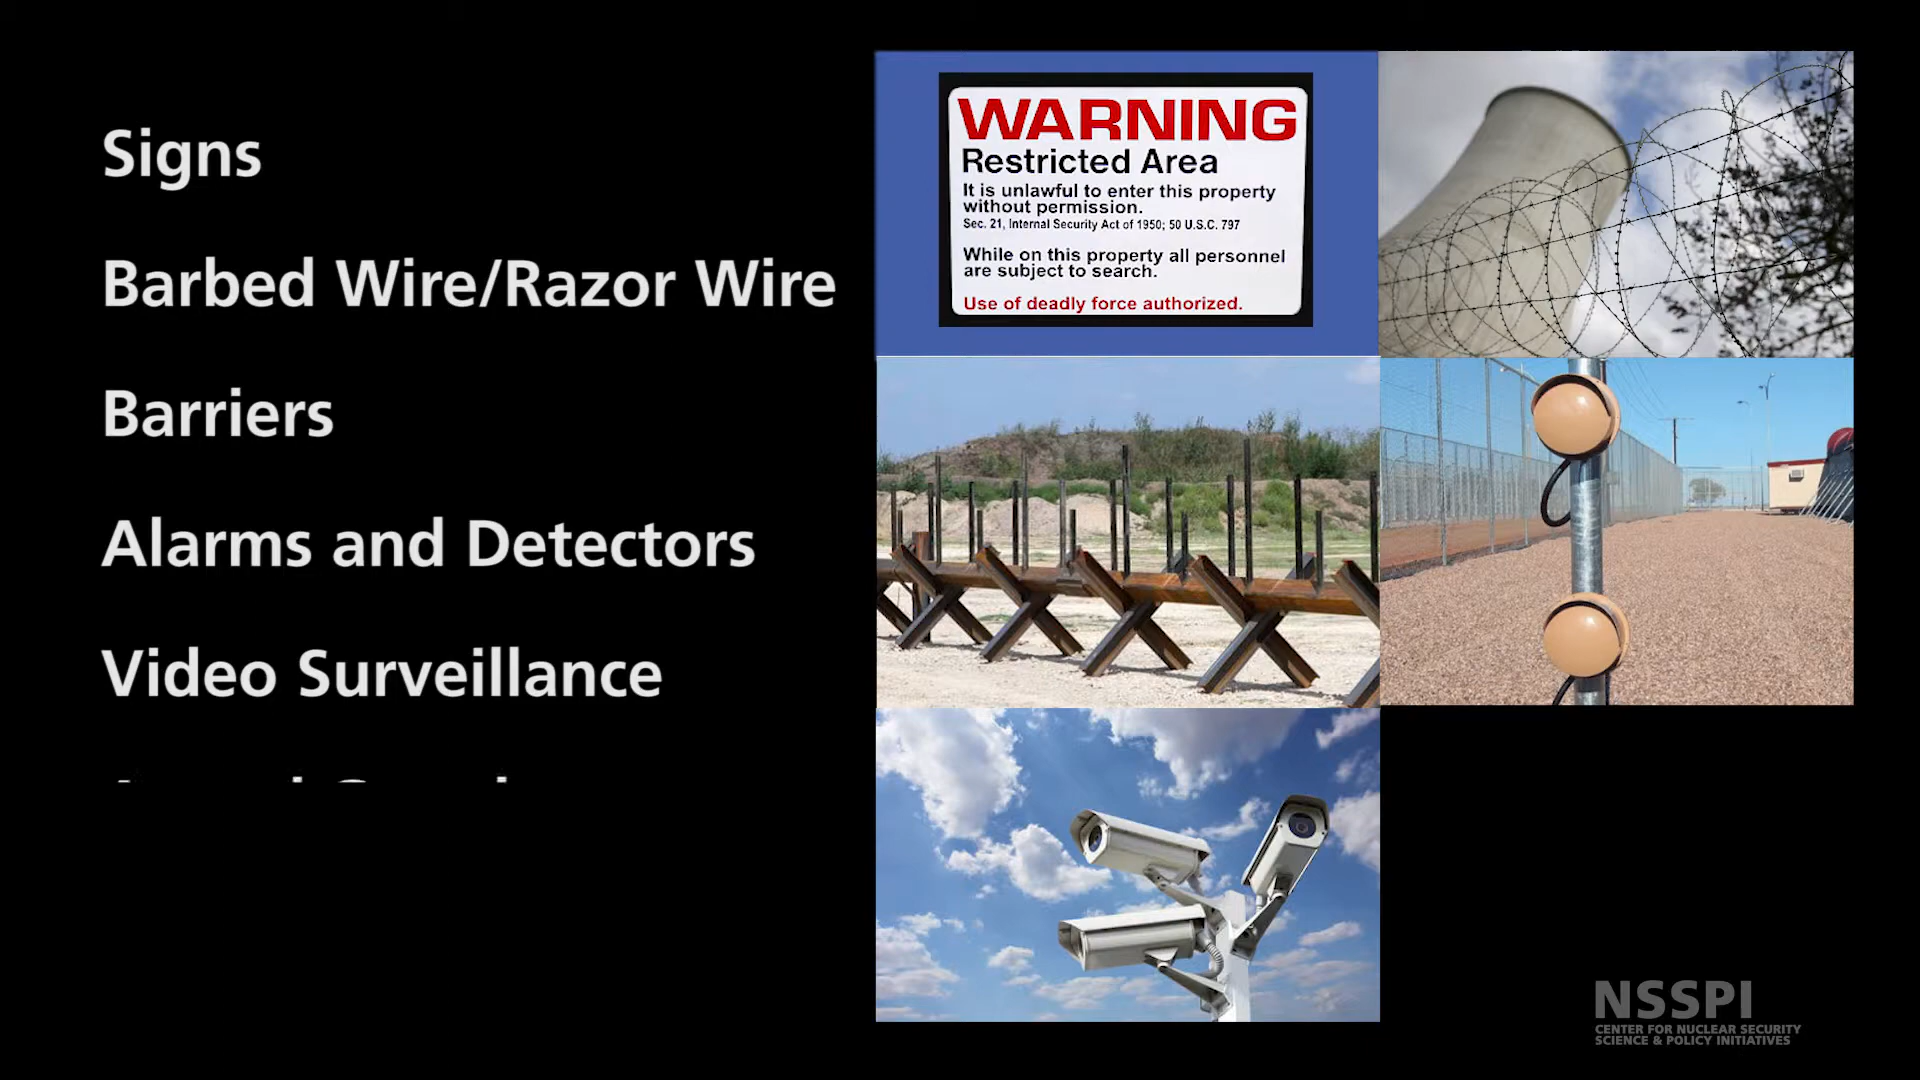 Signs
Barbed Wire/Razor Wire
Barriers
Alarms and Detectors
Video Surveillance
WARNING
Restricted Area
It is unlawful to enter this property
without permission.
Sec. 21, Internal Security Act of 1950; 50 U.S.C. 797
While on this property all personnel
are subject to search.
Use of deadly force authorized.
NSSPI
CENTER FOR NUCLEAR SECURITY
SCIENCE & POLICY INITIATIVES